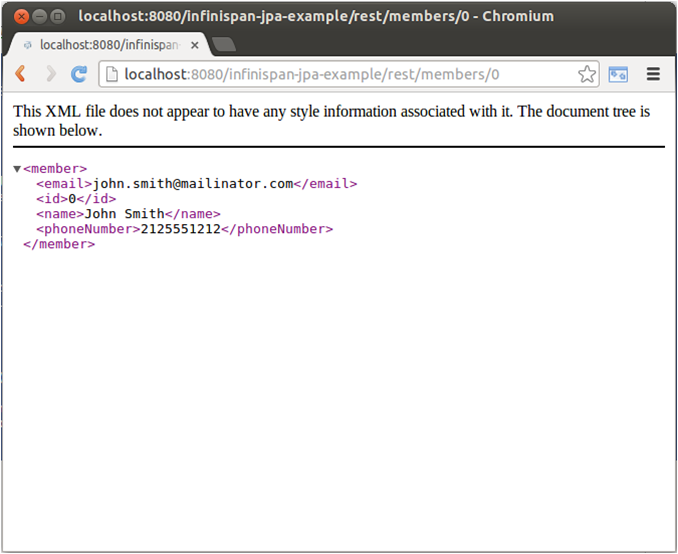 localhost:8080/infinispan-jpa-example/rest/members/0 - Chromium
localhost:8080/infinispan-
localhost:8080/infinispan-jpa-example/rest/members/0
This XML file does not appear to have any style information associated with it. The document tree is
shown below.
<member>
<email>john.smith@mailinator.com</email>
<id>0</id>
<name>John Smith</name>
<phoneNumber>2125551212</phoneNumber>
</member>